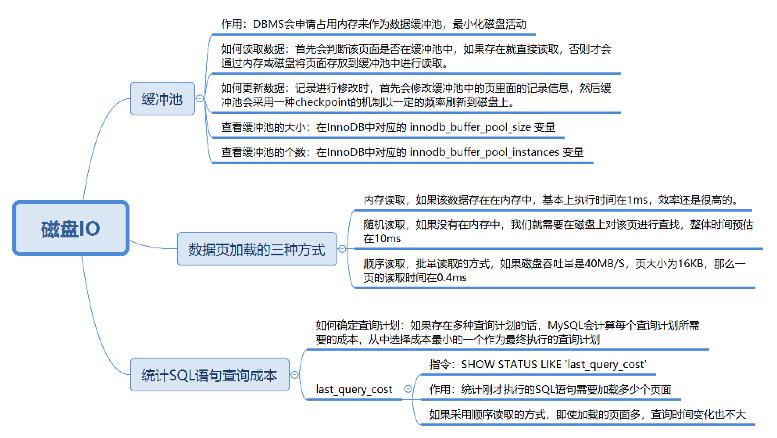 磁盘IO
缓冲池
作用：DBMS会申请占用内存来作为数据缓冲池，最小化磁盘活动
如何读取数据：首先会判断该页面是否在缓冲池中，如果存在就直接读取，否则才会
通过内存或磁盘将页面存放到缓冲池中进行读取。
如何更新数据：记录进行修改时，首先会修改缓冲池中的页里面的记录信息，然后缓
冲池会采用一种checkpoint的机制以一定的频率刷新到磁盘上。
查看缓冲池的大小：在InnoDB中对应的 innodb_buffer_pool_size 变量
查看缓冲池的个数：在InnoDB中对应的 innodb_buffer_pool_instances 变量
数据页加载的三种方式
内存读取，如果该数据存在在内存中，基本上执行时间在1ms，效率还是很高的。
随机读取，如果没有在内存中，我们就需要在磁盘上对该页进行查找，整体时间预估
在10ms
顺序读取，批量读取的方式，如果磁盘吞吐量是40MB/S，页大小为16KB，那么一
页的读取时间在0.4ms
统计SQL语句查询成本
如何确定查询计划：如果存在多种查询计划的话，MySQL会计算每个查询计划所需
要的成本，从中选择成本最小的一个作为最终执行的查询计划
last_query_cost
指令：SHOW STATUS LIKE 'last_query_cost'
作用：统计刚才执行的SQL语句需要加载多少个页面
如果采用顺序读取的方式，即使加载的页面多，查询时间变化也不大